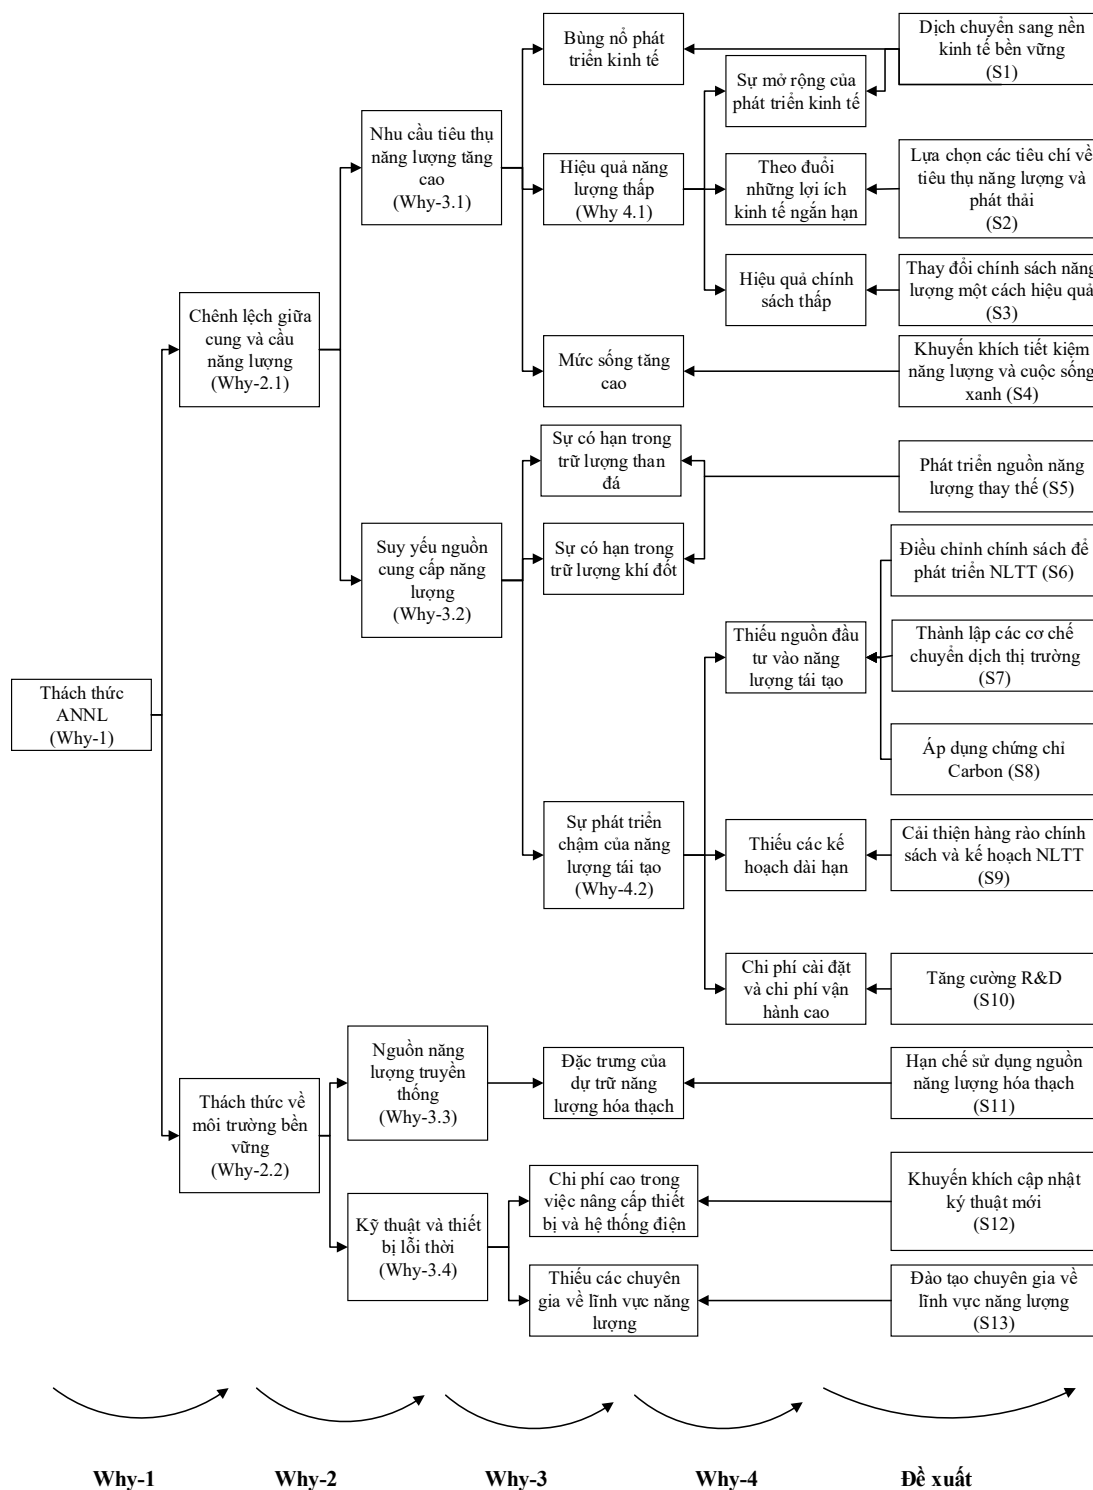 Bùng nổ phát
triển kinh tế
Dịch chuyển sang nền
kinh tế bền vững
(S1)
Sự mở rộng của
phát triển kinh tế
Nhu cầu tiêu thụ
năng lượng tăng
cao
(Why-3.1)
Hiệu quả năng
lượng thấp
(Why 4.1)
Theo đuổi
những lợi ích
kinh tế ngắn hạn
Lựa chọn các tiêu chí về
tiêu thụ năng lượng và
phát thải
(S2)
Hiệu quả chính
sách thấp
Thay đổi chính sách năng
lượng một cách hiệu quả
(S3)
Chênh lệch giữa
cung và cầu
năng lượng
(Why-2.1)
Mức sống tăng
cao
Khuyến khích tiết kiệm
năng lượng và cuộc sống
xanh (S4)
Sự có hạn trong
trữ lượng than
đá
Phát triển nguồn năng
lượng thay thế (S5)
Suy yếu nguồn
cung cấp năng
lượng
(Why-3.2)
Sự có hạn trong
trữ lượng khí đốt
Điều chỉnh chính sách để
phát triển NLTT (S6)
Thiếu nguồn đầu
tư vào năng
lượng tái tạo
Thành lập các cơ chế
chuyển dịch thị trường
(S7)
Thách thức
ANNL
(Why-1)
Áp dụng chứng chỉ
Carbon (S8)
Sự phát triển
chậm của năng
lượng tái tạo
(Why-4.2)
Thiếu các kế
hoạch dài hạn
Cải thiện hàng rào chính
sách và kế hoạch NLTT
(S9)
Chi phí cài đặt
và chi phí vận
hành cao
Tăng cường R&D
(S10)
Nguồn năng
lượng truyền
thống
(Why-3.3)
Đặc trưng của
dự trữ năng
lượng hóa thạch
Hạn chế sử dụng nguồn
năng lượng hóa thạch
(S11)
Thách thức về
môi trường bền
vững
(Why-2.2)
Chi phí cao trong
việc nâng cấp thiết
bị và hệ thống điện
Khuyến khích cập nhật
ký thuật mới
(S12)
Kỹ thuật và thiết
bị lỗi thời
(Why-3.4)
Thiếu các chuyên
gia về lĩnh vực năng
lượng
Đào tạo chuyên gia về
lĩnh vực năng lượng
(S13)
Why-1
Why-2
Why-3
Why-4
Đề xuất